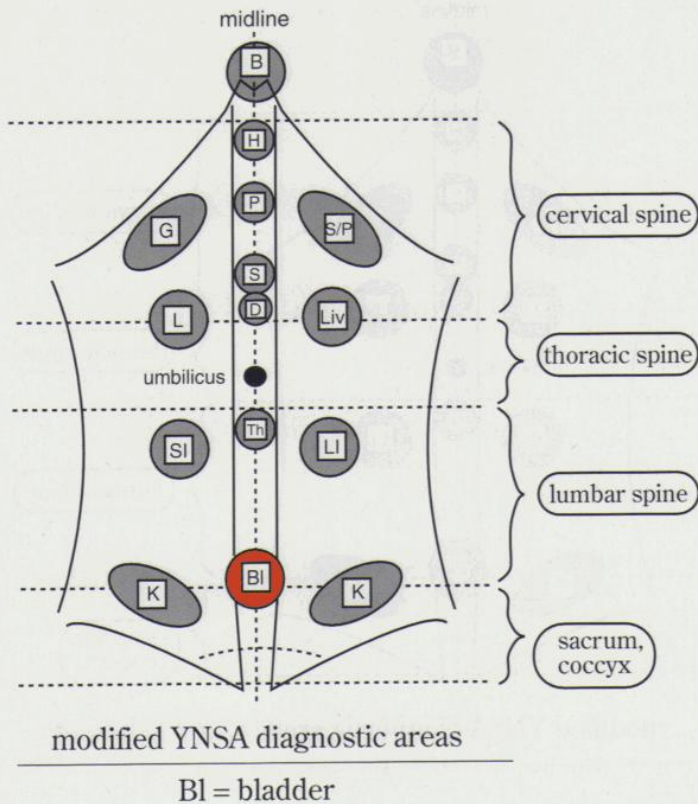 midline
B
H
P
G
S/P
cervical spine
S
D
L
Liv
thoracic spine
umbilicus
Th
SI
LI
lumbar spine
Bl
K
K
sacrum,
coccyx
modified YNSA diagnostic areas
Bl = bladder